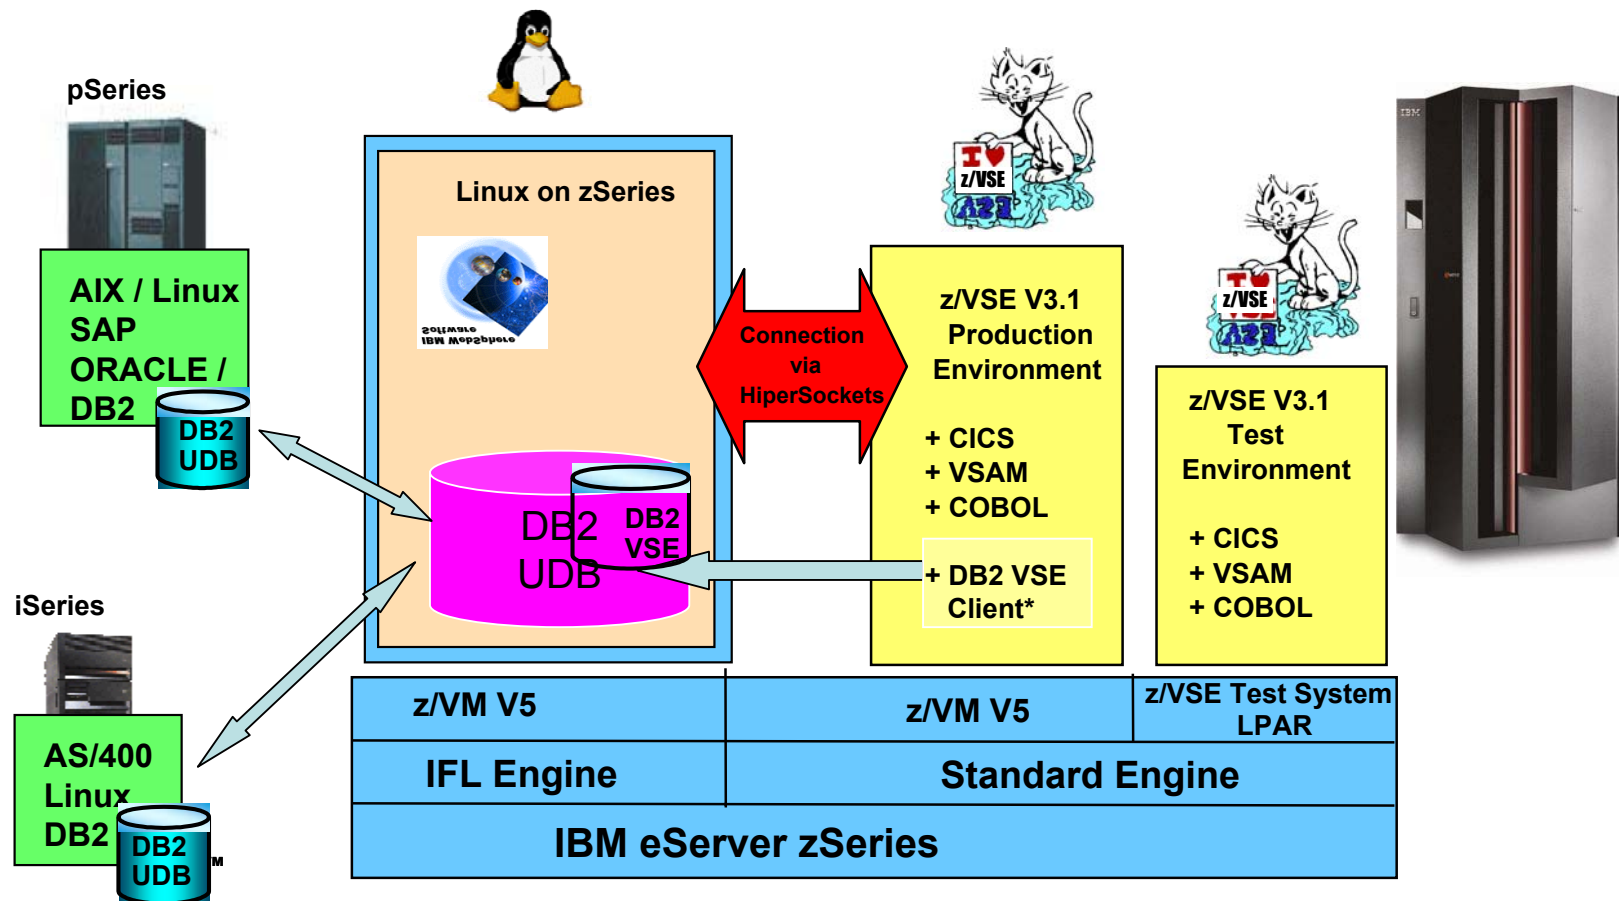 pSeries
AIX / Linux
SAP
ORACLE /
DB2
DB2
UDB
iSeries
AS/400
Linux
DB2
DB2
UDB
™
Linux on zSeries
IBM WebSphere
Software
DB2
UDB
DB2
VSE
Connection
via
HiperSockets
I ♥
z/VSE
z/VSE V3.1
Production
Environment
+ CICS
+ VSAM
+ COBOL
+ DB2 VSE
Client*
I ♥
z/VSE
z/VSE V3.1
Test
Environment
+ CICS
+ VSAM
+ COBOL
IBM
z/VM V5
z/VM V5
z/VSE Test System
LPAR
IFL Engine
Standard Engine
IBM eServer zSeries